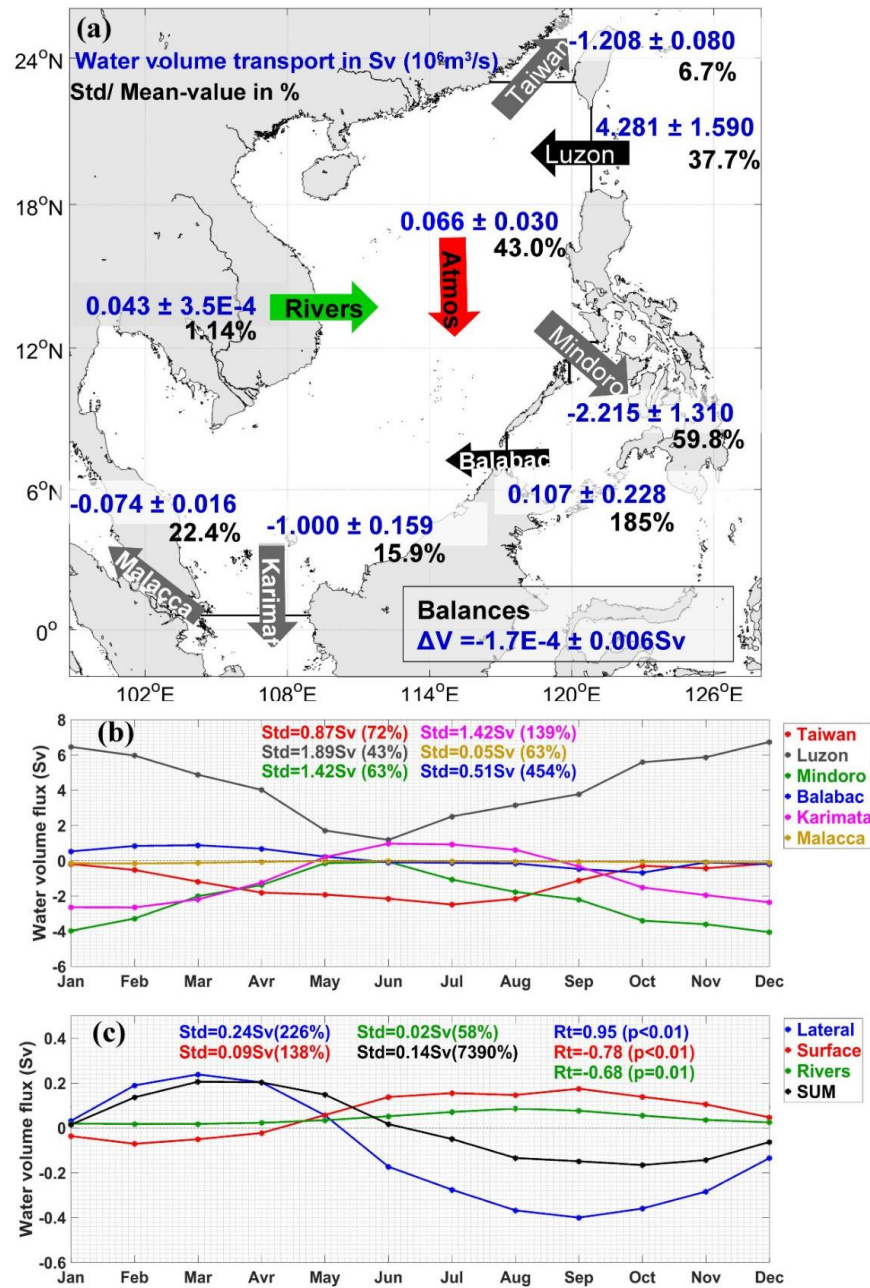 (a)
24°N
18°N
12°N
6°N
0°
102°E 108°E 114°E 120°E 126°E
Water volume transport in Sv (10⁶m³/s)
Std/ Mean-value in %
Taiwan
-1.208 ± 0.080
6.7%
4.281 ± 1.590
Luzon
37.7%
0.066 ± 0.030
43.0%
Atmos
0.043 ± 3.5E-4
Rivers
1.14%
Mindoro
-2.215 ± 1.310
59.8%
Balabac
0.107 ± 0.228
185%
-0.074 ± 0.016
22.4%
Malacca
-1.000 ± 0.159
15.9%
Karimat
Balances
ΔV =-1.7E-4 ± 0.006Sv
(b)
Water volume flux (Sv)
8
6
4
2
0
-2
-4
-6
Std=0.87Sv (72%) Std=1.42Sv (139%)
Std=1.89Sv (43%) Std=0.05Sv (63%)
Std=1.42Sv (63%) Std=0.51Sv (454%)
Taiwan
Luzon
Mindoro
Balabac
Karimata
Malacca
Jan Feb Mar Avr May Jun Jul Aug Sep Oct Nov Dec
(c)
Water volume flux (Sv)
0.4
0.2
0
-0.2
-0.4
-0.6
Std=0.24Sv (226%) Std=0.02Sv(58%) Rt=0.95 (p<0.01)
Std=0.09Sv(138%) Std=0.14Sv(7390%) Rt=-0.78 (p<0.01)
Rt=-0.68 (p=0.01)
Lateral
Surface
Rivers
SUM
Jan Feb Mar Apr May Jun Jul Aug Sep Oct Nov Dec